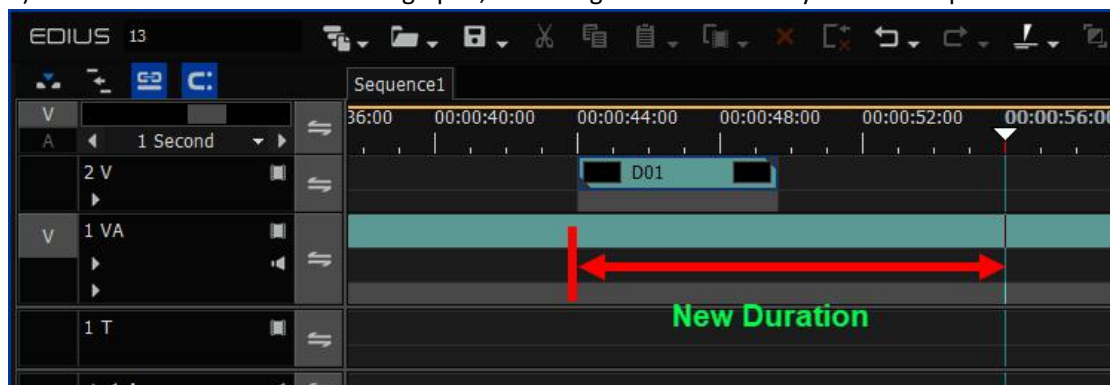 EDIUS 13
Sequence1
V
36:00 00:00:40:00 00:00:44:00 00:00:48:00 00:00:52:00 00:00:56:00
A 1 Second
2 V
D01
V 1 VA
New Duration
1 T